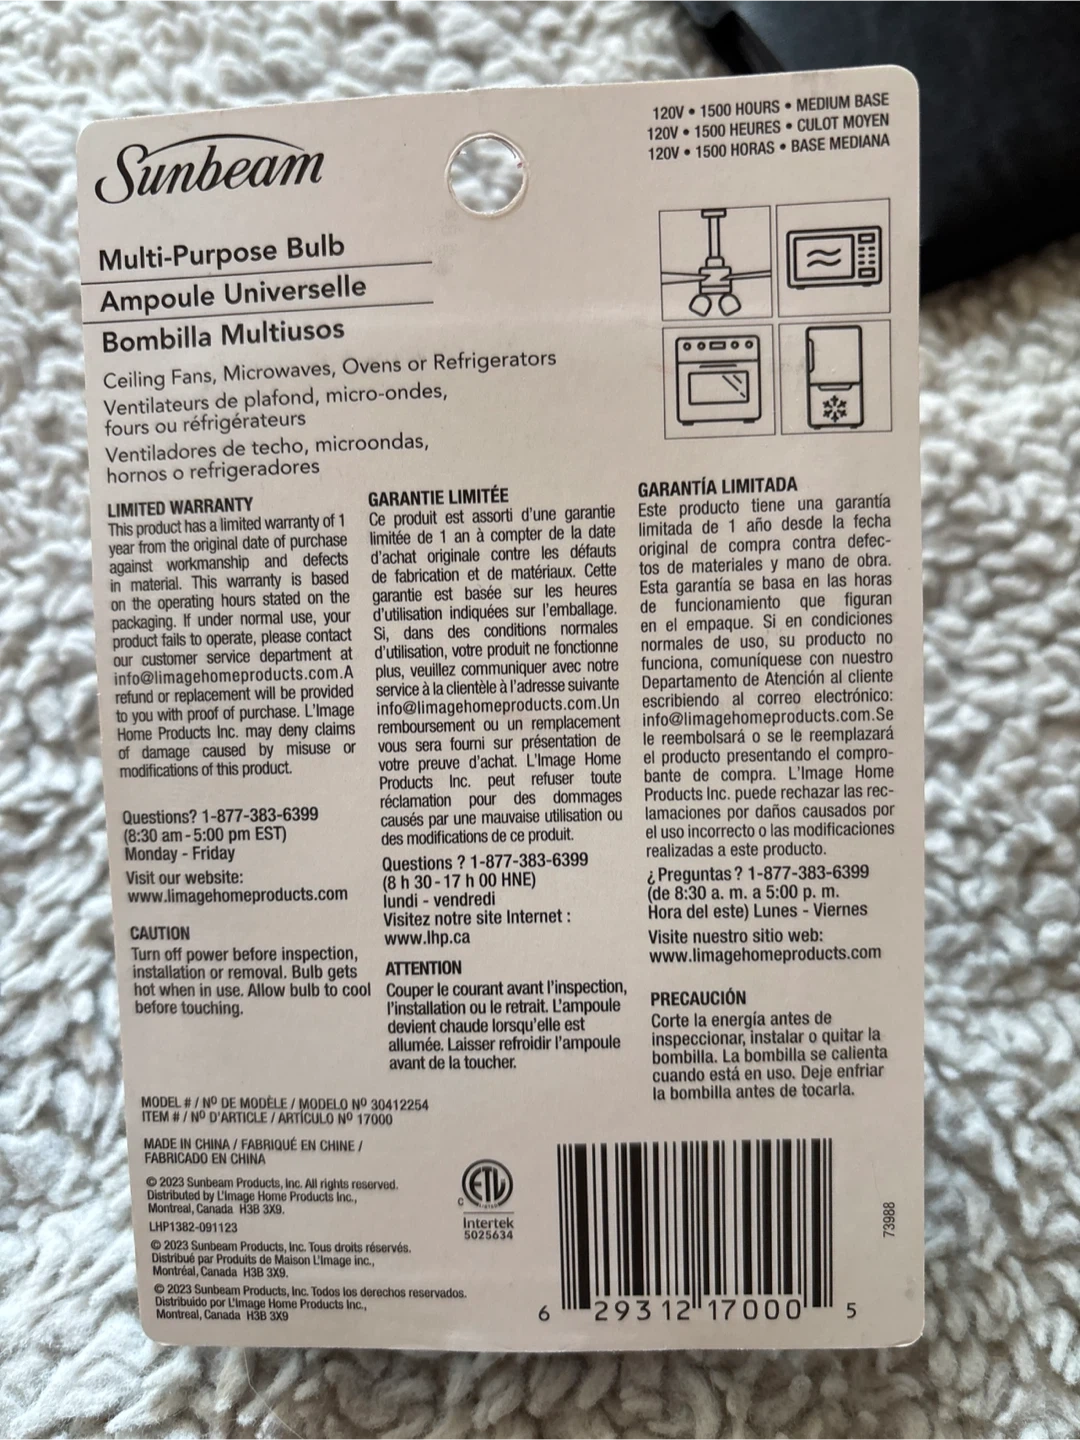 Sunbeam
120V • 1500 HOURS • MEDIUM BASE
120V • 1500 HEURES • CULOT MOYEN
120V • 1500 HORAS • BASE MEDIANA
Multi-Purpose Bulb
Ampoule Universelle
Bombilla Multiusos
Ceiling Fans, Microwaves, Ovens or Refrigerators
Ventilateurs de plafond, micro-ondes,
fours ou réfrigérateurs
Ventiladores de techo, microondas,
hornos o refrigeradores
LIMITED WARRANTY
This product has a limited warranty of 1
year from the original date of purchase
against workmanship and defects
in material. This warranty is based
on the operating hours stated on the
packaging. If under normal use, your
product fails to operate, please contact
our customer service department at
info@limagehomeproducts.com.A
refund or replacement will be provided
to you with proof of purchase. L'Image
Home Products Inc. may deny claims
of damage caused by misuse or
modifications of this product.
Questions? 1-877-383-6399
(8:30 am - 5:00 pm EST)
Monday - Friday
Visit our website:
www.limagehomeproducts.com
CAUTION
Turn off power before inspection,
installation or removal. Bulb gets
hot when in use. Allow bulb to cool
before touching.
GARANTIE LIMITÉE
Ce produit est assorti d'une garantie
limitée de 1 an à compter de la date
d'achat originale contre les défauts
de fabrication et de matériaux. Cette
garantie est basée sur les heures
d'utilisation indiquées sur l'emballage.
Si, dans des conditions normales
d'utilisation, votre produit ne fonctionne
plus, veuillez communiquer avec notre
service à la clientèle à l'adresse suivante
info@limagehomeproducts.com.Un
remboursement ou un remplacement
vous sera fourni sur présentation de
votre preuve d'achat. L'Image Home
Products Inc. peut refuser toute
réclamation pour des dommages
causés par une mauvaise utilisation ou
des modifications de ce produit.
Questions ? 1-877-383-6399
(8 h 30 - 17 h 00 HNE)
lundi - vendredi
Visitez notre site Internet :
www.lhp.ca
ATTENTION
Couper le courant avant l'inspection,
l'installation ou le retrait. L'ampoule
devient chaude lorsqu'elle est
allumée. Laisser refroidir l'ampoule
avant de la toucher.
GARANTÍA LIMITADA
Este producto tiene una garantía
limitada de 1 año desde la fecha
original de compra contra defec-
tos de materiales y mano de obra.
Esta garantía se basa en las horas
de funcionamiento que figuran
en el empaque. Si en condiciones
normales de uso, su producto no
funciona, comuníquese con nuestro
Departamento de Atención al cliente
escribiendo al correo electrónico:
info@limagehomeproducts.com.Se
le reembolsará o se le reemplazará
el producto presentando el compro-
bante de compra. L'Image Home
Products Inc. puede rechazar las rec-
lamaciones por daños causados por
el uso incorrecto o las modificaciones
realizadas a este producto.
¿Preguntas? 1-877-383-6399
(de 8:30 a. m. a 5:00 p. m.
Hora del este) Lunes - Viernes
Visite nuestro sitio web:
www.limagehomeproducts.com
PRECAUCIÓN
Corte la energía antes de
inspeccionar, instalar o quitar la
bombilla. La bombilla se calienta
cuando está en uso. Deje enfriar
la bombilla antes de tocarla.
MODEL # / Nº DE MODÈLE / MODELO Nº 30412254
ITEM # / Nº D'ARTICLE / ARTÍCULO Nº 17000
MADE IN CHINA / FABRIQUÉ EN CHINE /
FABRICADO EN CHINA
© 2023 Sunbeam Products, Inc. All rights reserved.
Distributed by L'Image Home Products Inc.,
Montreal, Canada H3B 3X9.
LHP1382-091123
© 2023 Sunbeam Products, Inc. Tous droits réservés.
Distribué par Produits de Maison L'Image inc.,
Montréal, Canada H3B 3X9.
© 2023 Sunbeam Products, Inc. Todos los derechos reservados.
Distribuido por L'Image Home Products Inc.,
Montreal, Canada H3B 3X9
C ETL
LISTED
Intertek
5025634
6 29312 17000 5
73988